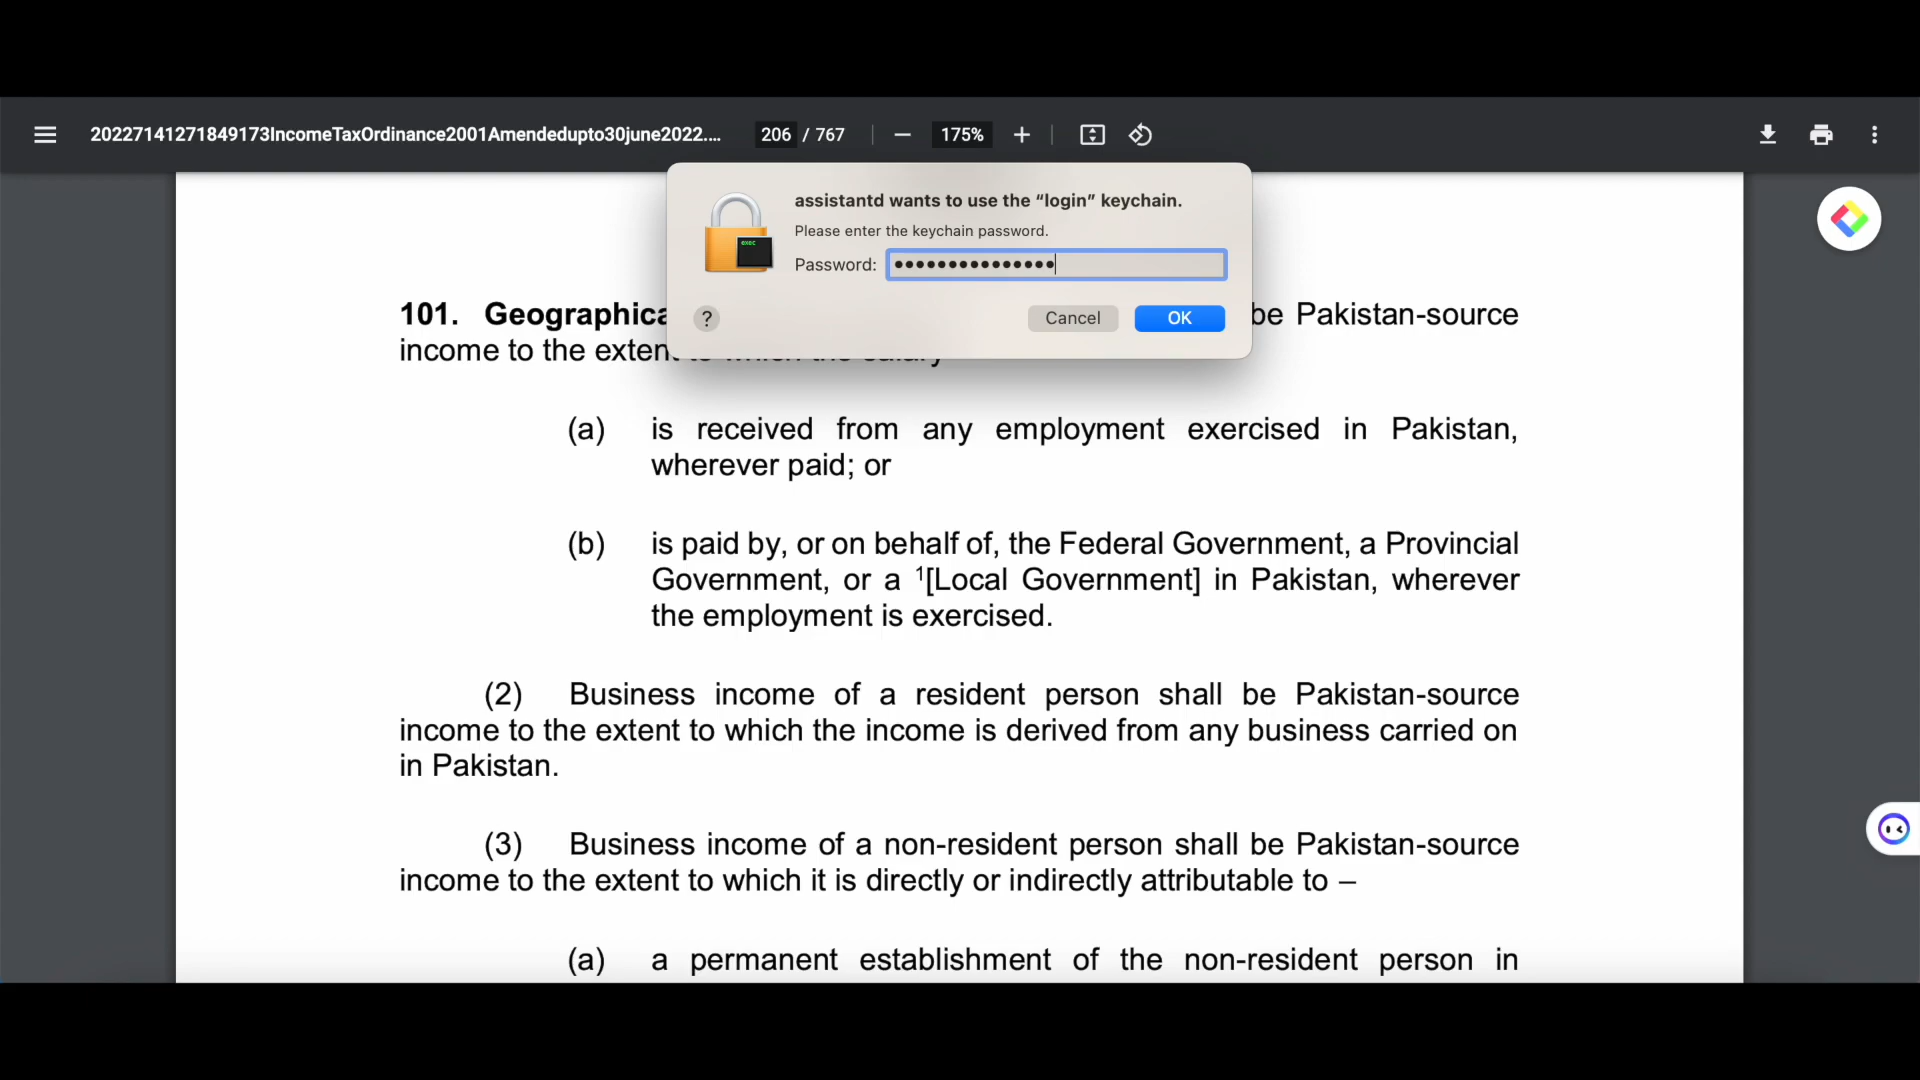 20227141271849173IncomeTaxOrdinance2001Amendedupto30june2022....
206 / 767
175%
assistantd wants to use the “login” keychain.
Please enter the keychain password.
exec
Password: •••••••••••••••
?
Cancel
OK
101. Geographica be Pakistan-source
income to the extent to which the salary
(a) is received from any employment exercised in Pakistan,
wherever paid; or
(b) is paid by, or on behalf of, the Federal Government, a Provincial
Government, or a ¹[Local Government] in Pakistan, wherever
the employment is exercised.
(2) Business income of a resident person shall be Pakistan-source
income to the extent to which the income is derived from any business carried on
in Pakistan.
(3) Business income of a non-resident person shall be Pakistan-source
income to the extent to which it is directly or indirectly attributable to –
(a) a permanent establishment of the non-resident person in